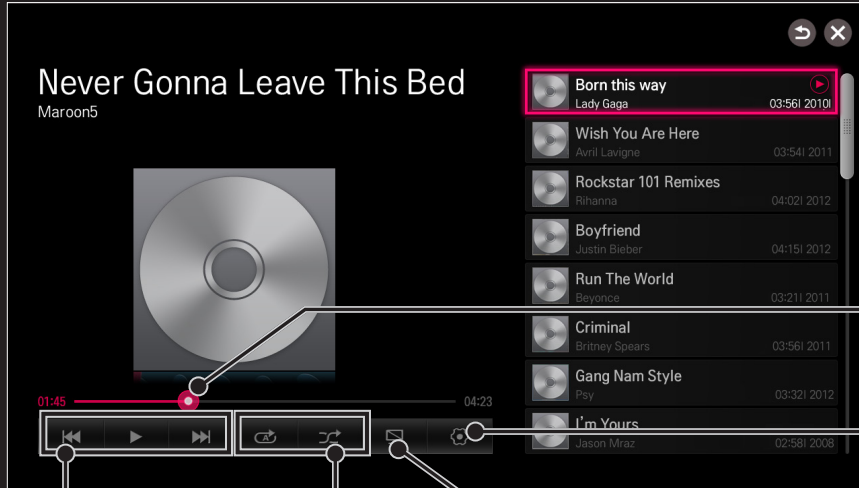 Never Gonna Leave This Bed
Maroon5
01:45
04:23
A
Born this way
Lady Gaga 03:56| 2010|
Wish You Are Here
Avril Lavigne 03:54| 2011
Rockstar 101 Remixes
Rihanna 04:02| 2012
Boyfriend
Justin Bieber 04:15| 2012
Run The World
Beyonce 03:21| 2011
Criminal
Britney Spears 03:56| 2011
Gang Nam Style
Psy 03:32| 2012
I'm Yours
Jason Mraz 02:58| 2008